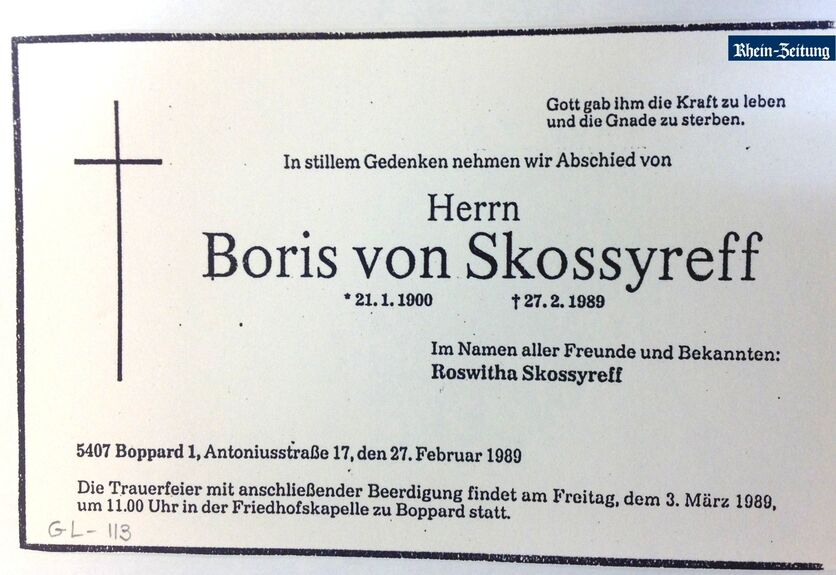 Rhein-Zeitung
Gott gab ihm die Kraft zu leben
und die Gnade zu sterben.
In stillem Gedenken nehmen wir Abschied von
Herrn
Boris von Skossyreff
* 21. 1. 1900 † 27. 2. 1989
Im Namen aller Freunde und Bekannten:
Roswitha Skossyreff
5407 Boppard 1, Antoniusstraße 17, den 27. Februar 1989
Die Trauerfeier mit anschließender Beerdigung findet am Freitag, dem 3. März 1989,
um 11.00 Uhr in der Friedhofskapelle zu Boppard statt.
GL- 113